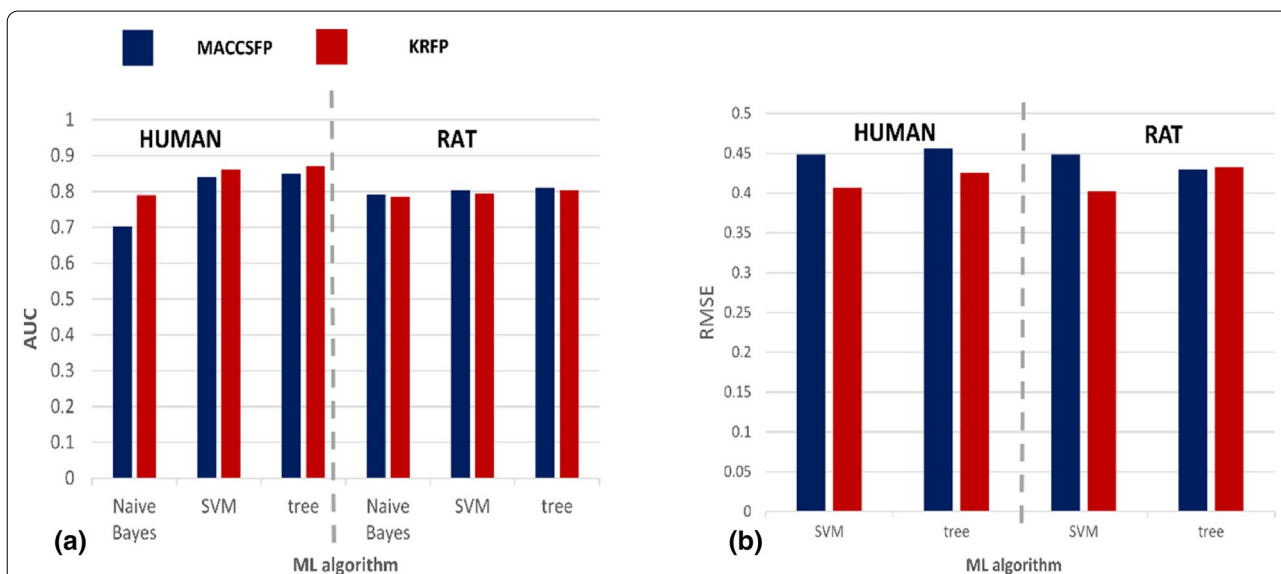 MACCSFP KRFP
HUMAN RAT
1
0.9
0.8
0.7
0.6
0.5
0.4
0.3
0.2
0.1
0
AUC
Naive Bayes SVM tree Naive Bayes SVM tree
ML algorithm
(a)
HUMAN RAT
0.5
0.45
0.4
0.35
0.3
0.25
0.2
0.15
0.1
0.05
0
RMSE
SVM tree SVM tree
ML algorithm
(b)